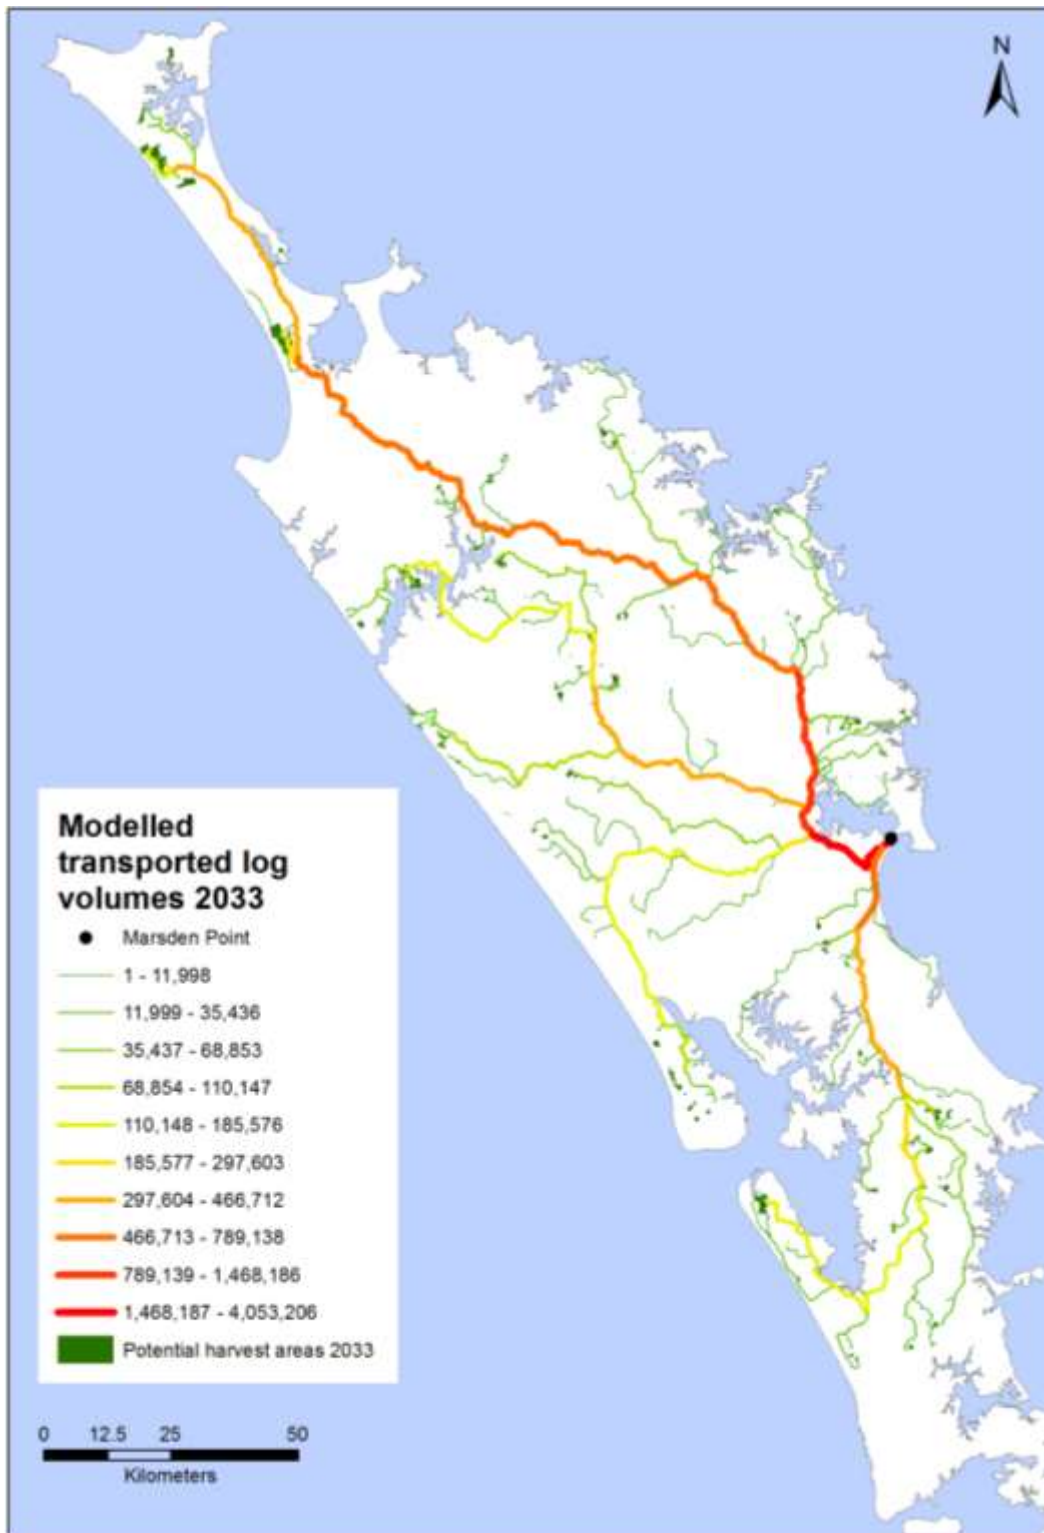 N
Modelled
transported log
volumes 2033
Marsden Point
1 - 11,998
11,999 - 35,436
35,437 - 68,853
68,854 - 110,147
110,148 - 185,576
185,577 - 297,603
297,604 - 466,712
466,713 - 789,138
789,139 - 1,468,186
1,468,187 - 4,053,206
Potential harvest areas 2033
0 12.5 25 50
Kilometers